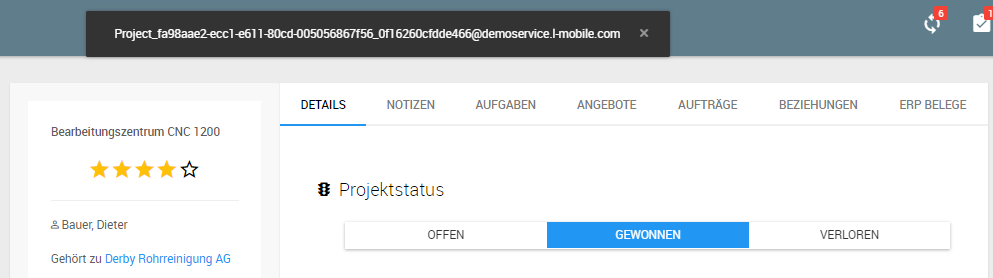 Project_fa98aae2-ecc1-e611-80cd-005056867f56_0f16260cfdde466@demoservice.l-mobile.com ×
6
1
DETAILS NOTIZEN AUFGABEN ANGEBOTE AUFTRÄGE BEZIEHUNGEN ERP BELEGE
Bearbeitungszentrum CNC 1200
Projektstatus
Bauer, Dieter
OFFEN GEWONNEN VERLOREN
Gehört zu Derby Rohrreinigung AG